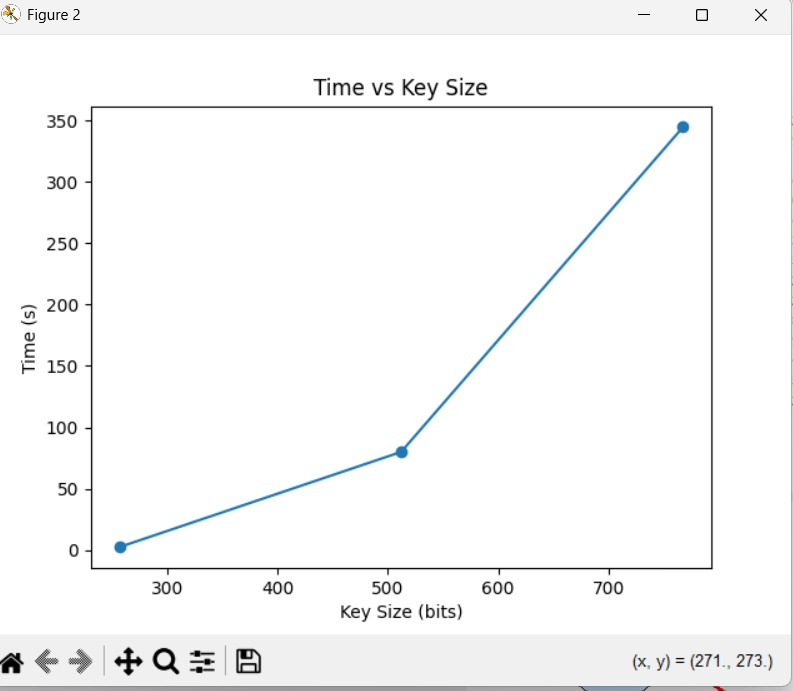 Figure 2
Time vs Key Size
350
300
250
200
150
100
50
0
Time (s)
300 400 500 600 700
Key Size (bits)
(x, y) = (271., 273.)